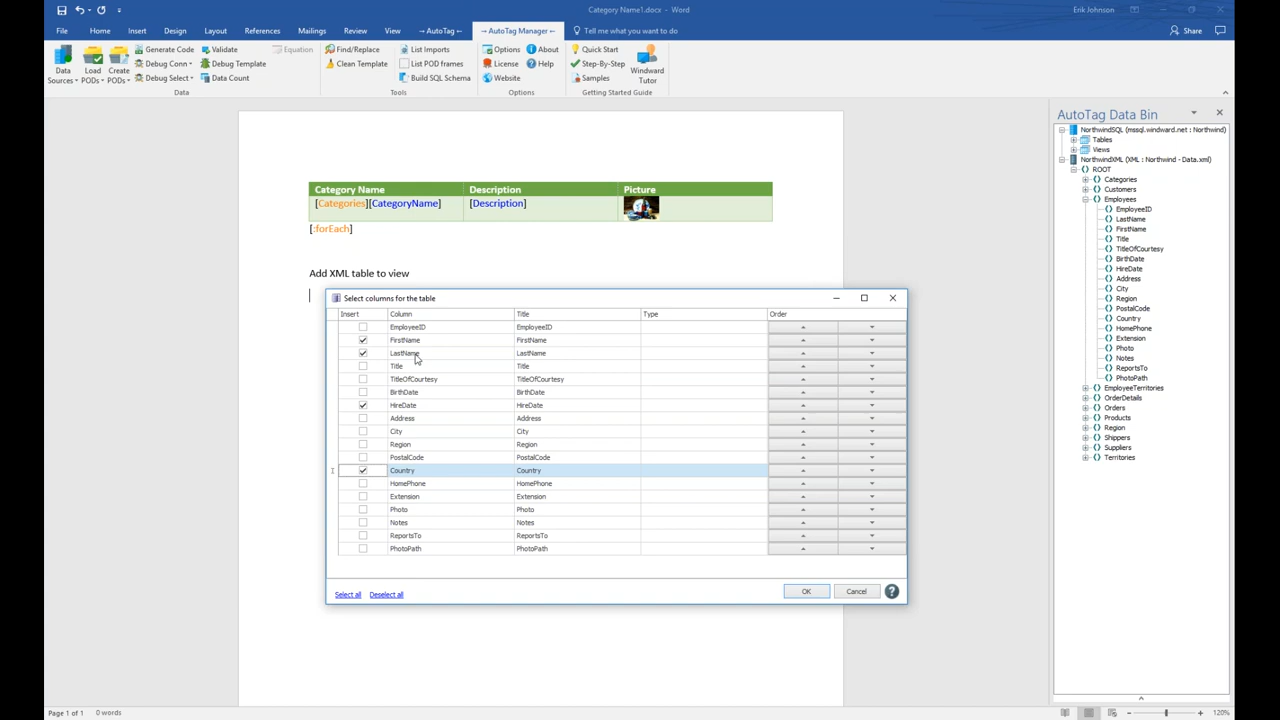 Category Name1.docx - Word
Erik Johnson
File Home Insert Design Layout References Mailings Review View → AutoTag ← → AutoTag Manager ← Tell me what you want to do Share
Data Sources Load PODs Create PODs
Generate Code Validate Equation
Debug Conn Debug Template
Debug Select Data Count
Data
Find/Replace List Imports
Clean Template List POD frames
Build SQL Schema
Tools
Options About
License Help
Website
Options
Quick Start
Step-By-Step
Samples
Windward Tutor
Getting Started Guide
Category Name Description Picture
[Categories][CategoryName] [Description]
[:forEach]
Add XML table to view
Select columns for the table
Insert Column Title Type Order
EmployeeID EmployeeID
FirstName FirstName
LastName LastName
Title Title
TitleOfCourtesy TitleOfCourtesy
BirthDate BirthDate
HireDate HireDate
Address Address
City City
Region Region
PostalCode PostalCode
Country Country
HomePhone HomePhone
Extension Extension
Photo Photo
Notes Notes
ReportsTo ReportsTo
PhotoPath PhotoPath
Select all Deselect all OK Cancel ?
AutoTag Data Bin
NorthwindSQL (mssql.windward.net : Northwind)
Tables
Views
NorthwindXML (XML : Northwind - Data.xml)
ROOT
Categories
Customers
Employees
EmployeeID
LastName
FirstName
Title
TitleOfCourtesy
BirthDate
HireDate
Address
City
Region
PostalCode
Country
HomePhone
Extension
Photo
Notes
ReportsTo
PhotoPath
EmployeeTerritories
OrderDetails
Orders
Products
Region
Shippers
Suppliers
Territories
Page 1 of 1 0 words 120%